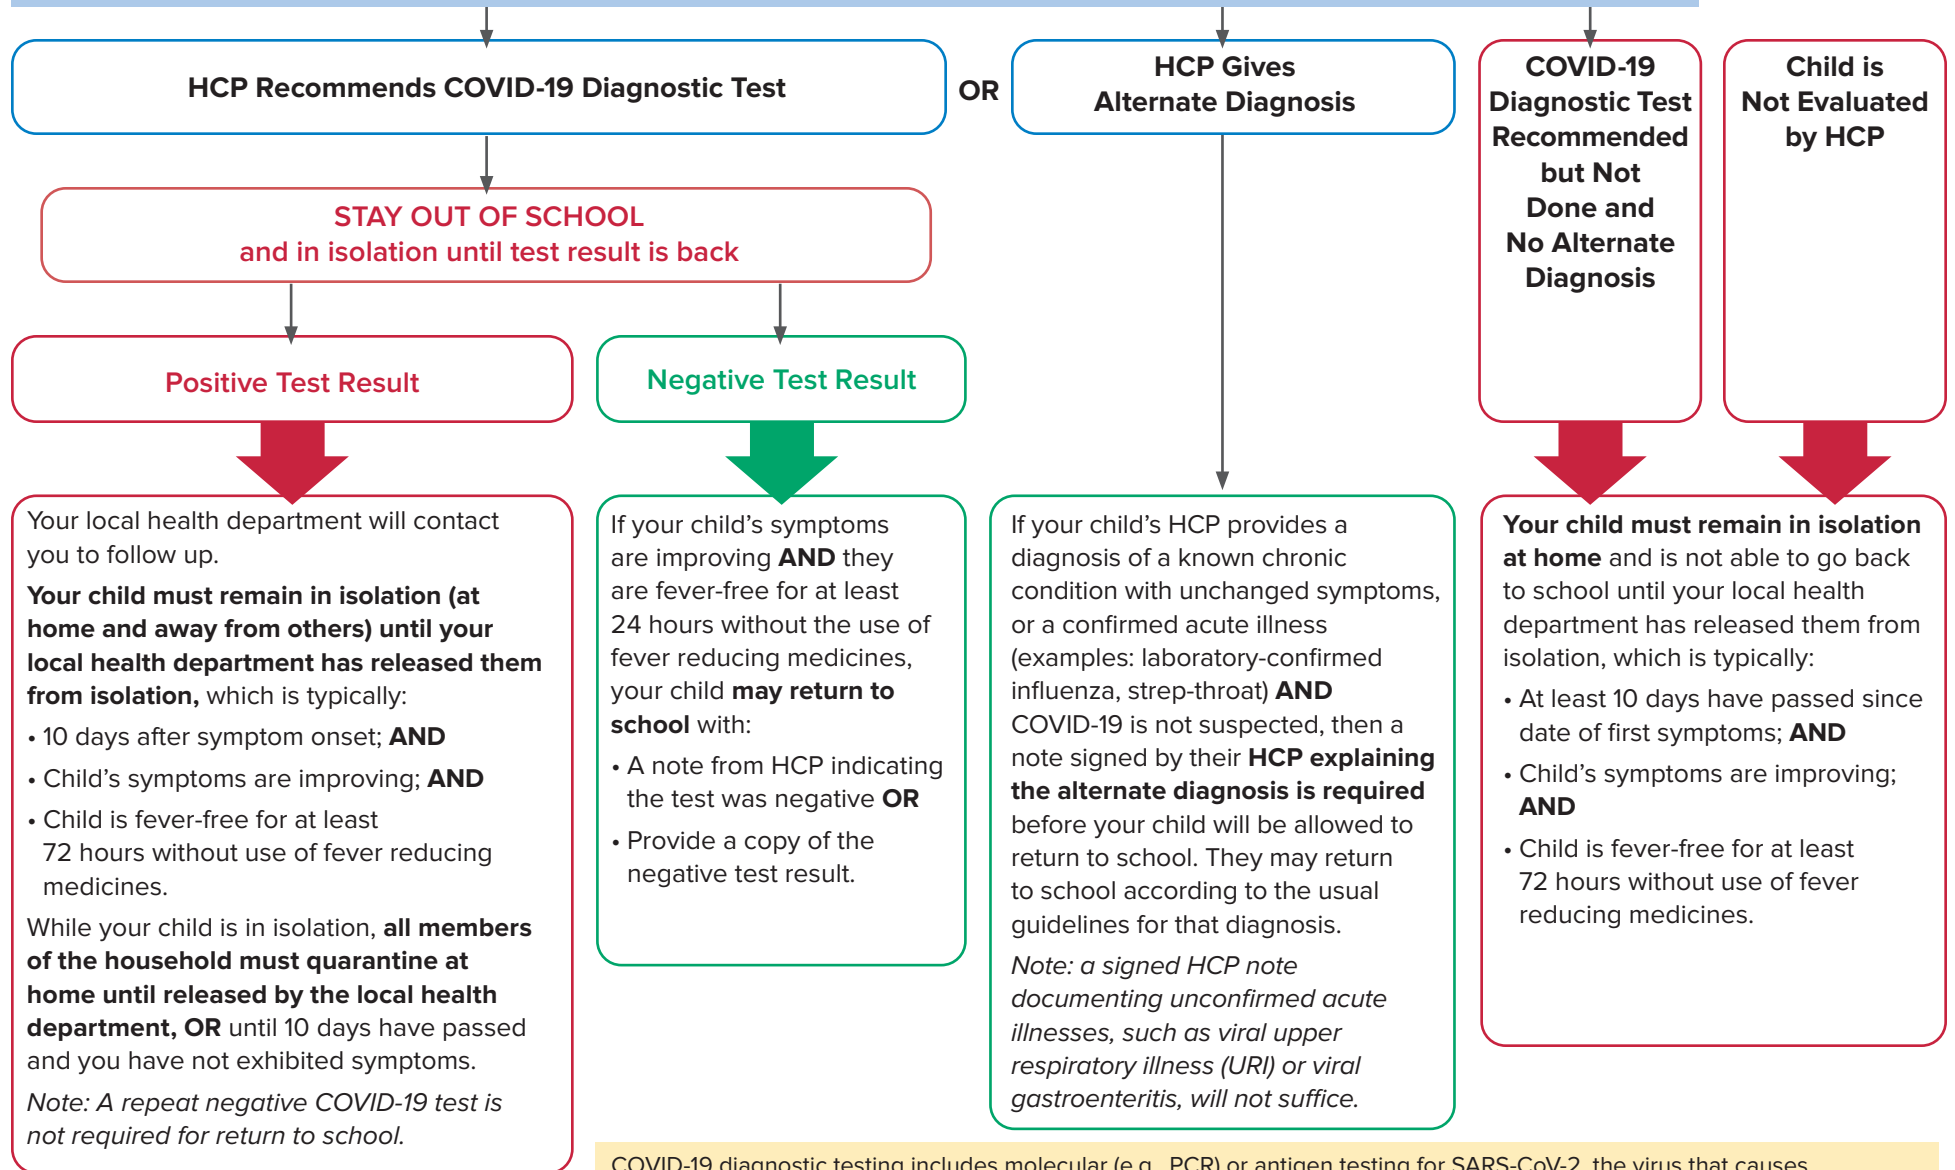 HCP Recommends COVID-19 Diagnostic Test
OR
HCP Gives
Alternate Diagnosis
COVID-19
Diagnostic Test
Recommended
but Not
Done and
No Alternate
Diagnosis
Child is
Not Evaluated
by HCP
STAY OUT OF SCHOOL
and in isolation until test result is back
Positive Test Result
Negative Test Result
Your local health department will contact
you to follow up.
Your child must remain in isolation (at
home and away from others) until your
local health department has released them
from isolation, which is typically:
• 10 days after symptom onset; AND
• Child's symptoms are improving; AND
• Child is fever-free for at least
72 hours without use of fever reducing
medicines.
While your child is in isolation, all members
of the household must quarantine at
home until released by the local health
department, OR until 10 days have passed
and you have not exhibited symptoms.
Note: A repeat negative COVID-19 test is
not required for return to school.
If your child's symptoms
are improving AND they
are fever-free for at least
24 hours without the use of
fever reducing medicines,
your child may return to
school with:
• A note from HCP indicating
the test was negative OR
• Provide a copy of the
negative test result.
If your child's HCP provides a
diagnosis of a known chronic
condition with unchanged symptoms,
or a confirmed acute illness
(examples: laboratory-confirmed
influenza, strep-throat) AND
COVID-19 is not suspected, then a
note signed by their HCP explaining
the alternate diagnosis is required
before your child will be allowed to
return to school. They may return
to school according to the usual
guidelines for that diagnosis.
Note: a signed HCP note
documenting unconfirmed acute
illnesses, such as viral upper
respiratory illness (URI) or viral
gastroenteritis, will not suffice.
Your child must remain in isolation
at home and is not able to go back
to school until your local health
department has released them from
isolation, which is typically:
• At least 10 days have passed since
date of first symptoms; AND
• Child's symptoms are improving;
AND
• Child is fever-free for at least
72 hours without use of fever
reducing medicines.
COVID-19 diagnostic testing includes molecular (e.g., PCR) or antigen testing for SARS-CoV-2, the virus that causes